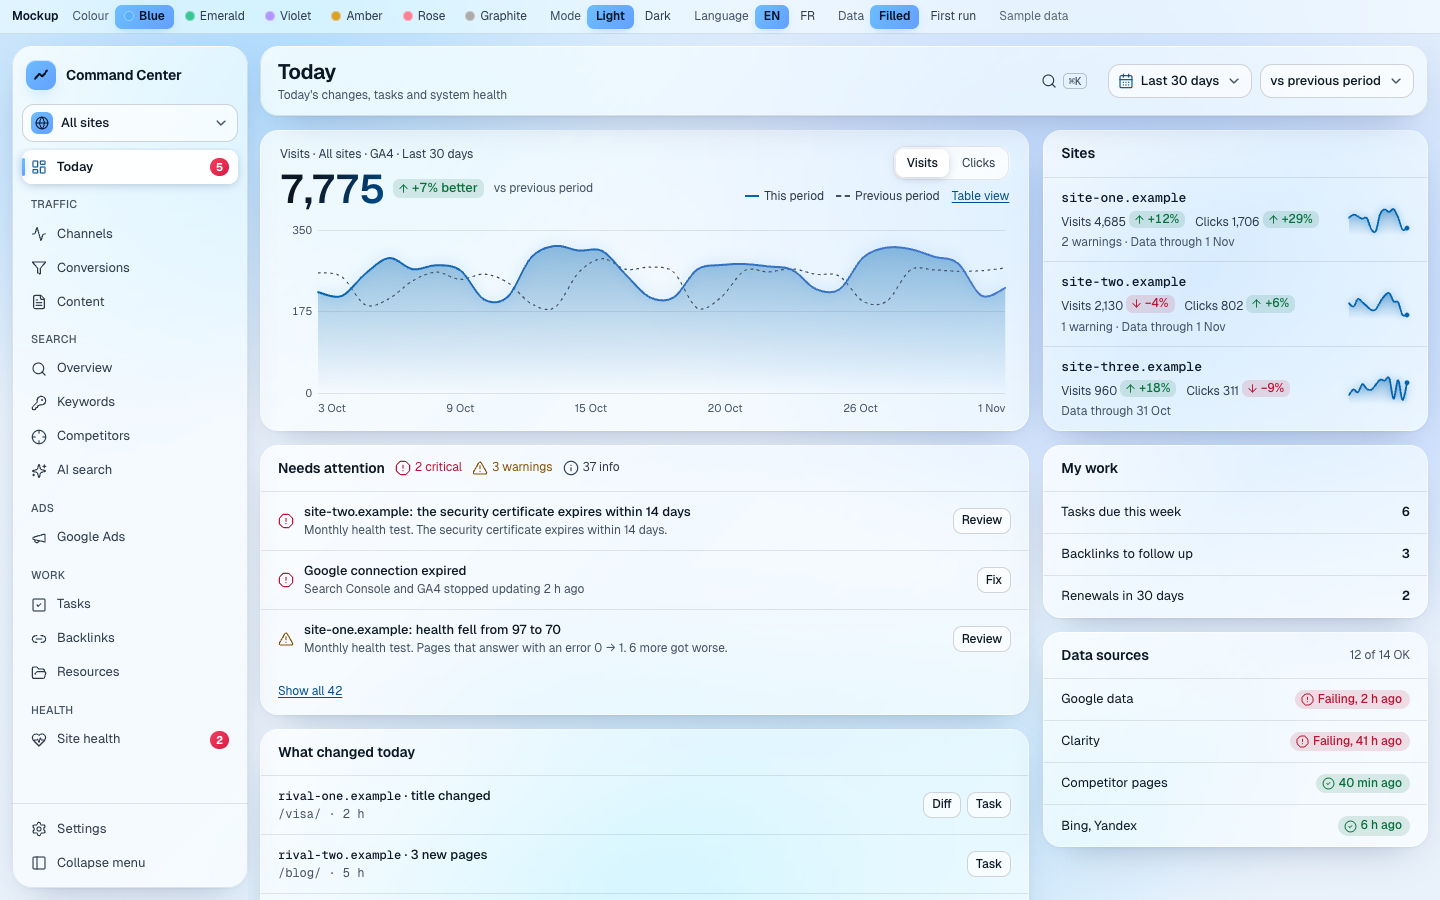 Mockup Colour Blue Emerald Violet Amber Rose Graphite Mode Light Dark Language EN FR Data Filled First run Sample data
Command Center
All sites
Today 5
TRAFFIC
Channels
Conversions
Content
SEARCH
Overview
Keywords
Competitors
AI search
ADS
Google Ads
WORK
Tasks
Backlinks
Resources
HEALTH
Site health 2
Settings
Collapse menu
Today
Today's changes, tasks and system health
⌘K
Last 30 days
vs previous period
Visits · All sites · GA4 · Last 30 days
Visits Clicks
7,775 ↑ +7% better vs previous period
This period Previous period Table view
350
175
0
3 Oct 9 Oct 15 Oct 20 Oct 26 Oct 1 Nov
Sites
site-one.example
Visits 4,685 ↑ +12% Clicks 1,706 ↑ +29%
2 warnings · Data through 1 Nov
site-two.example
Visits 2,130 ↓ −4% Clicks 802 ↑ +6%
1 warning · Data through 1 Nov
site-three.example
Visits 960 ↑ +18% Clicks 311 ↓ −9%
Data through 31 Oct
Needs attention 2 critical 3 warnings 37 info
site-two.example: the security certificate expires within 14 days
Monthly health test. The security certificate expires within 14 days.
Review
Google connection expired
Search Console and GA4 stopped updating 2 h ago
Fix
site-one.example: health fell from 97 to 70
Monthly health test. Pages that answer with an error 0 → 1. 6 more got worse.
Review
Show all 42
My work
Tasks due this week 6
Backlinks to follow up 3
Renewals in 30 days 2
Data sources 12 of 14 OK
Google data Failing, 2 h ago
Clarity Failing, 41 h ago
Competitor pages 40 min ago
Bing, Yandex 6 h ago
What changed today
rival-one.example · title changed
/visa/ · 2 h
Diff Task
rival-two.example · 3 new pages
/blog/ · 5 h
Task